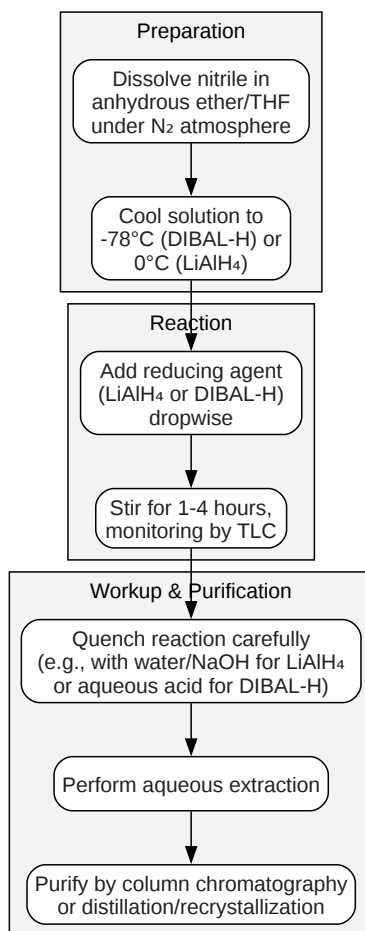 Preparation
Dissolve nitrile in
anhydrous ether/THF
under N₂ atmosphere
Cool solution to
-78°C (DIBAL-H) or
0°C (LiAlH₄)
Reaction
Add reducing agent
(LiAlH₄ or DIBAL-H)
dropwise
Stir for 1-4 hours,
monitoring by TLC
Workup & Purification
Quench reaction carefully
(e.g., with water/NaOH for LiAlH₄
or aqueous acid for DIBAL-H)
Perform aqueous extraction
Purify by column chromatography
or distillation/recrystallization